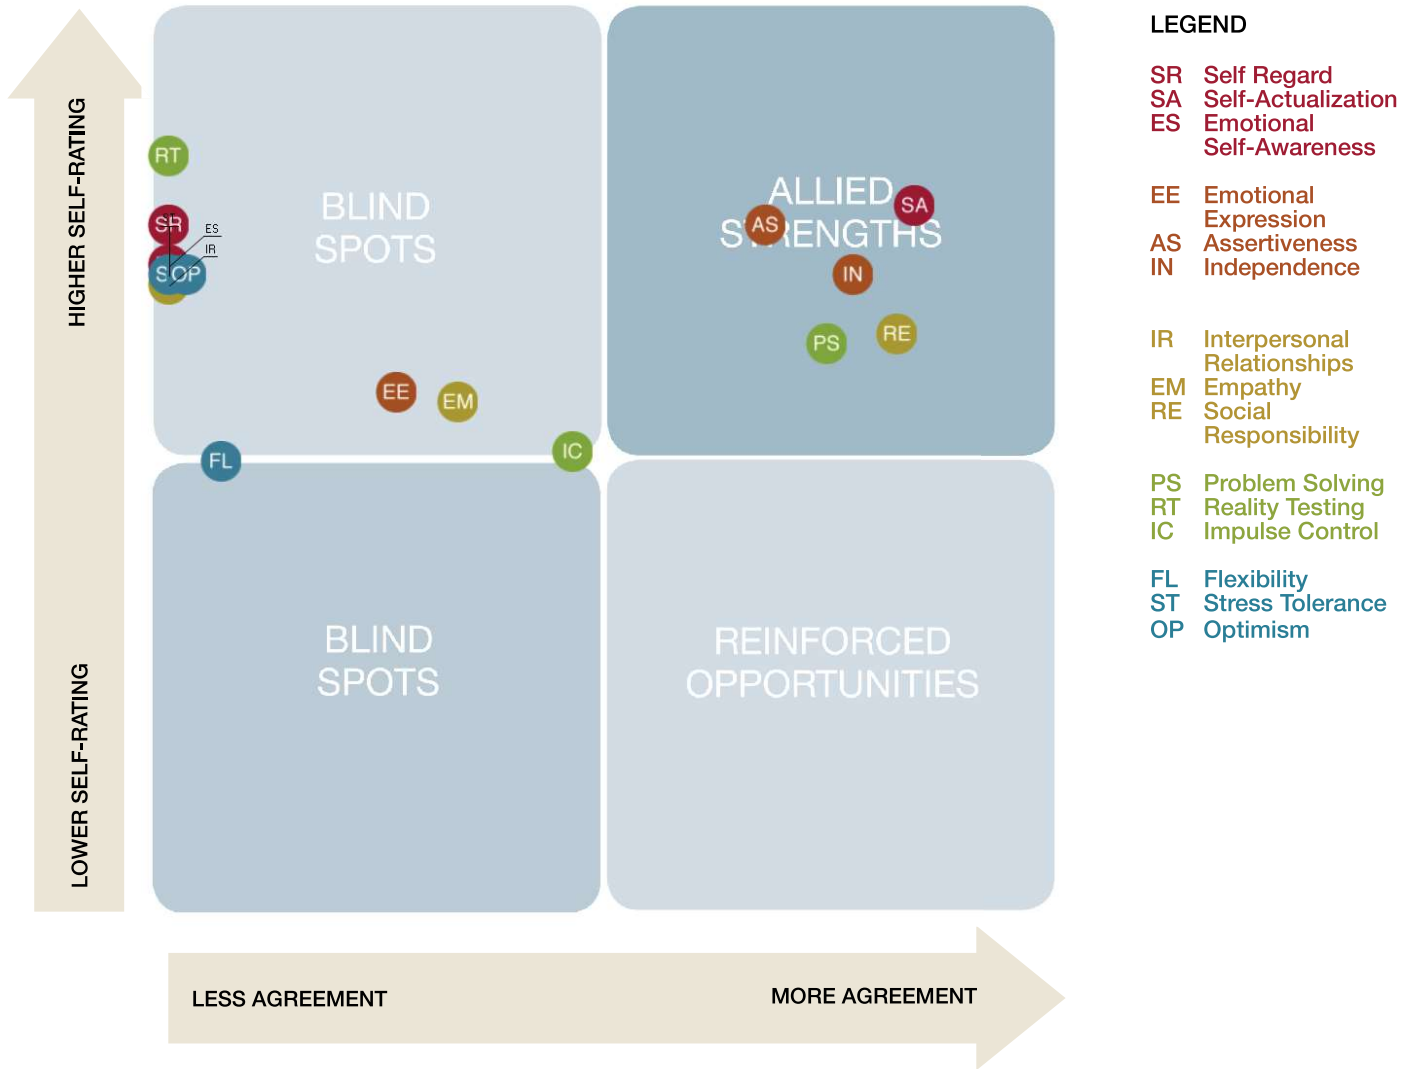 HIGHER SELF-RATING
LOWER SELF-RATING
RT
SR
ES
IR
OP
BLIND
SPOTS
EE
EM
FL
IC
ALLIED
STRENGTHS
AS
SA
IN
PS
RE
BLIND
SPOTS
REINFORCED
OPPORTUNITIES
LESS AGREEMENT
MORE AGREEMENT
LEGEND
SR Self Regard
SA Self-Actualization
ES Emotional
Self-Awareness
EE Emotional
Expression
AS Assertiveness
IN Independence
IR Interpersonal
Relationships
EM Empathy
RE Social
Responsibility
PS Problem Solving
RT Reality Testing
IC Impulse Control
FL Flexibility
ST Stress Tolerance
OP Optimism